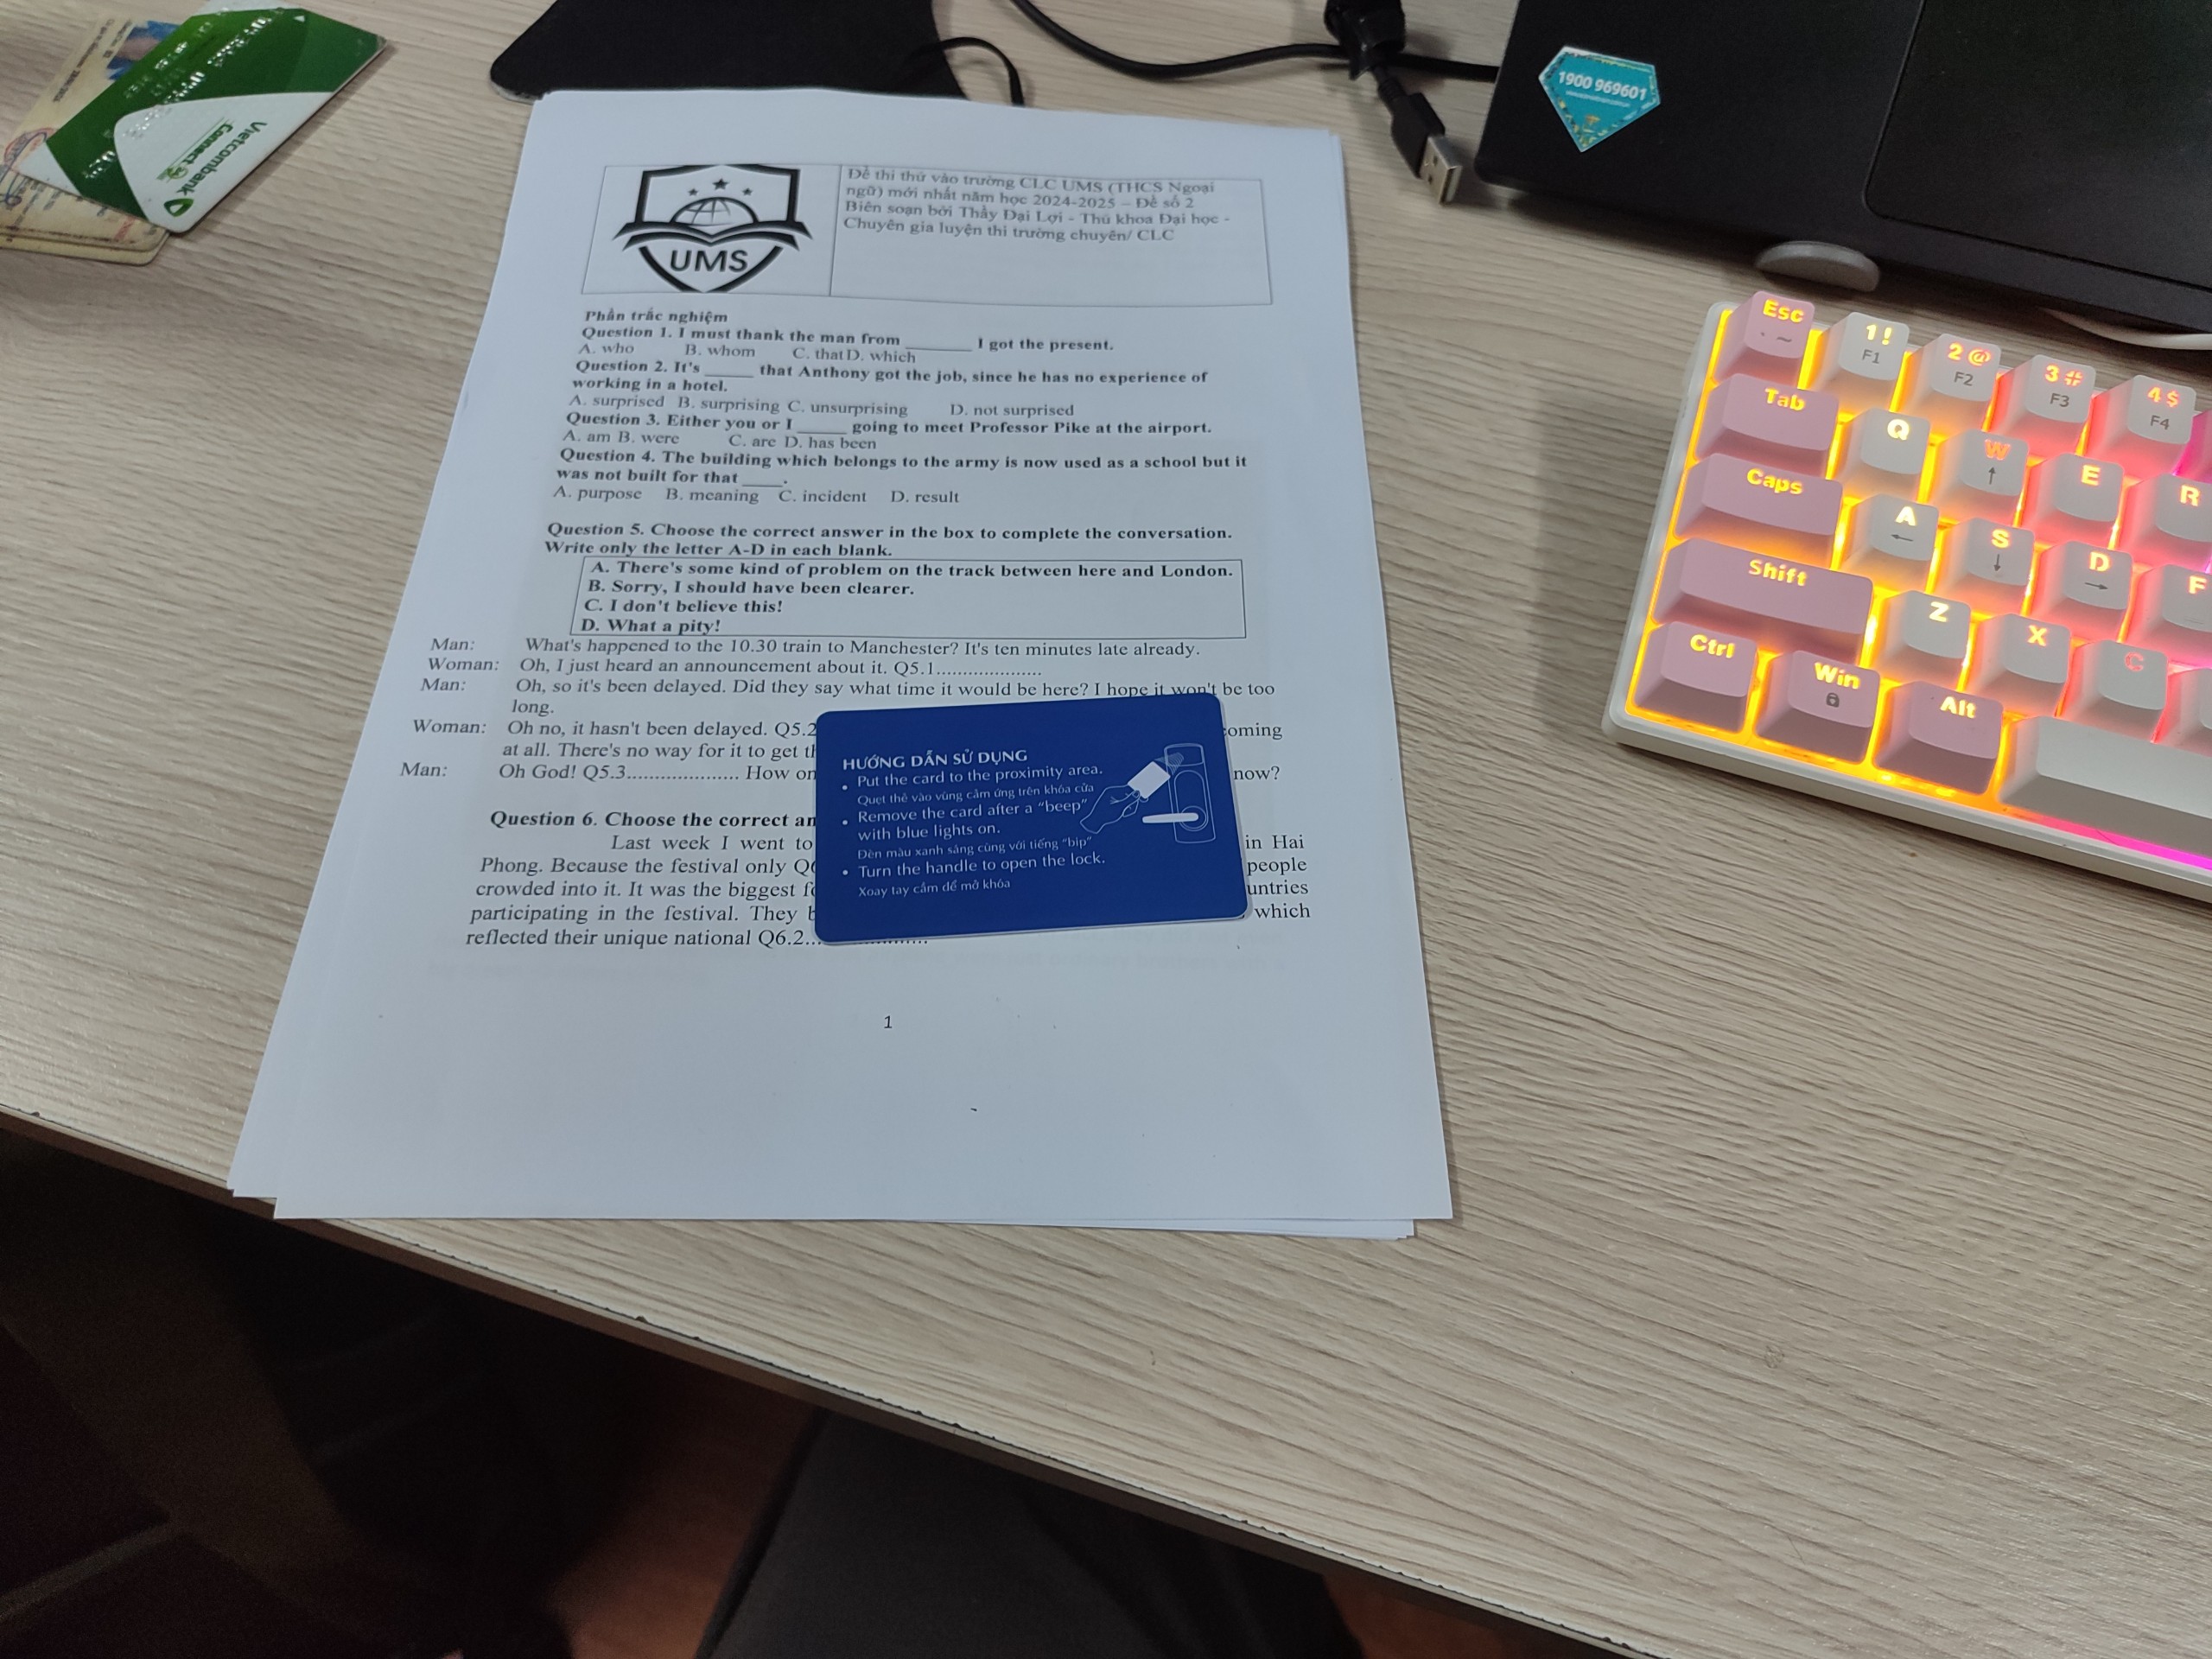 Vietcombank
Connect 24
1900 969601
UMS
Đề thi thử vào trường CLC UMS (THCS Ngoại
ngữ) mới nhất năm học 2024-2025 – Đề số 2
Biên soạn bởi Thầy Đại Lợi - Thủ khoa Đại học -
Chuyên gia luyện thi trường chuyên/ CLC
Phần trắc nghiệm
Question 1. I must thank the man from _______ I got the present.
A. who B. whom C. that D. which
Question 2. It's _____ that Anthony got the job, since he has no experience of
working in a hotel.
A. surprised B. surprising C. unsurprising D. not surprised
Question 3. Either you or I _____ going to meet Professor Pike at the airport.
A. am B. were C. are D. has been
Question 4. The building which belongs to the army is now used as a school but it
was not built for that ____.
A. purpose B. meaning C. incident D. result
Question 5. Choose the correct answer in the box to complete the conversation.
Write only the letter A-D in each blank.
A. There's some kind of problem on the track between here and London.
B. Sorry, I should have been clearer.
C. I don't believe this!
D. What a pity!
Man: What's happened to the 10.30 train to Manchester? It's ten minutes late already.
Woman: Oh, I just heard an announcement about it. Q5.1.....................
Man: Oh, so it's been delayed. Did they say what time it would be here? I hope it won't be too
long.
Woman: Oh no, it hasn't been delayed. Q5.2 coming
at all. There's no way for it to get
Man: Oh God! Q5.3..................... How now?
Question 6. Choose the correct
Last week I went to in Hai
Phong. Because the festival only people
crowded into it. It was the biggest
participating in the festival. They which
reflected their unique national Q6.2.....................
1
HƯỚNG DẪN SỬ DỤNG
• Put the card to the proximity area.
Quẹt thẻ vào vùng cảm ứng trên khóa cửa
• Remove the card after a "beep"
with blue lights on.
Đèn màu xanh sáng cùng với tiếng "bip"
• Turn the handle to open the lock.
Xoay tay cầm để mở khóa
Esc 1! 2@ 3# 4$
~ F1 F2 F3 F4
Tab Q W E R
Caps A S D F
Shift Z X C
Ctrl Win Alt